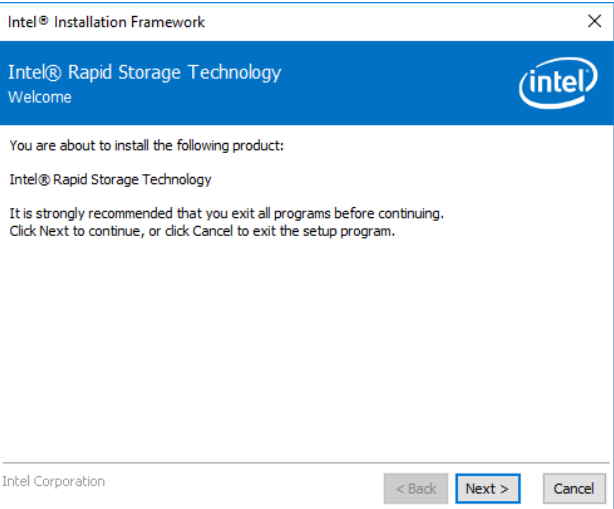 Intel® Installation Framework
Intel® Rapid Storage Technology
Welcome
intel
You are about to install the following product:
Intel® Rapid Storage Technology
It is strongly recommended that you exit all programs before continuing.
Click Next to continue, or click Cancel to exit the setup program.
Intel Corporation
< Back Next > Cancel